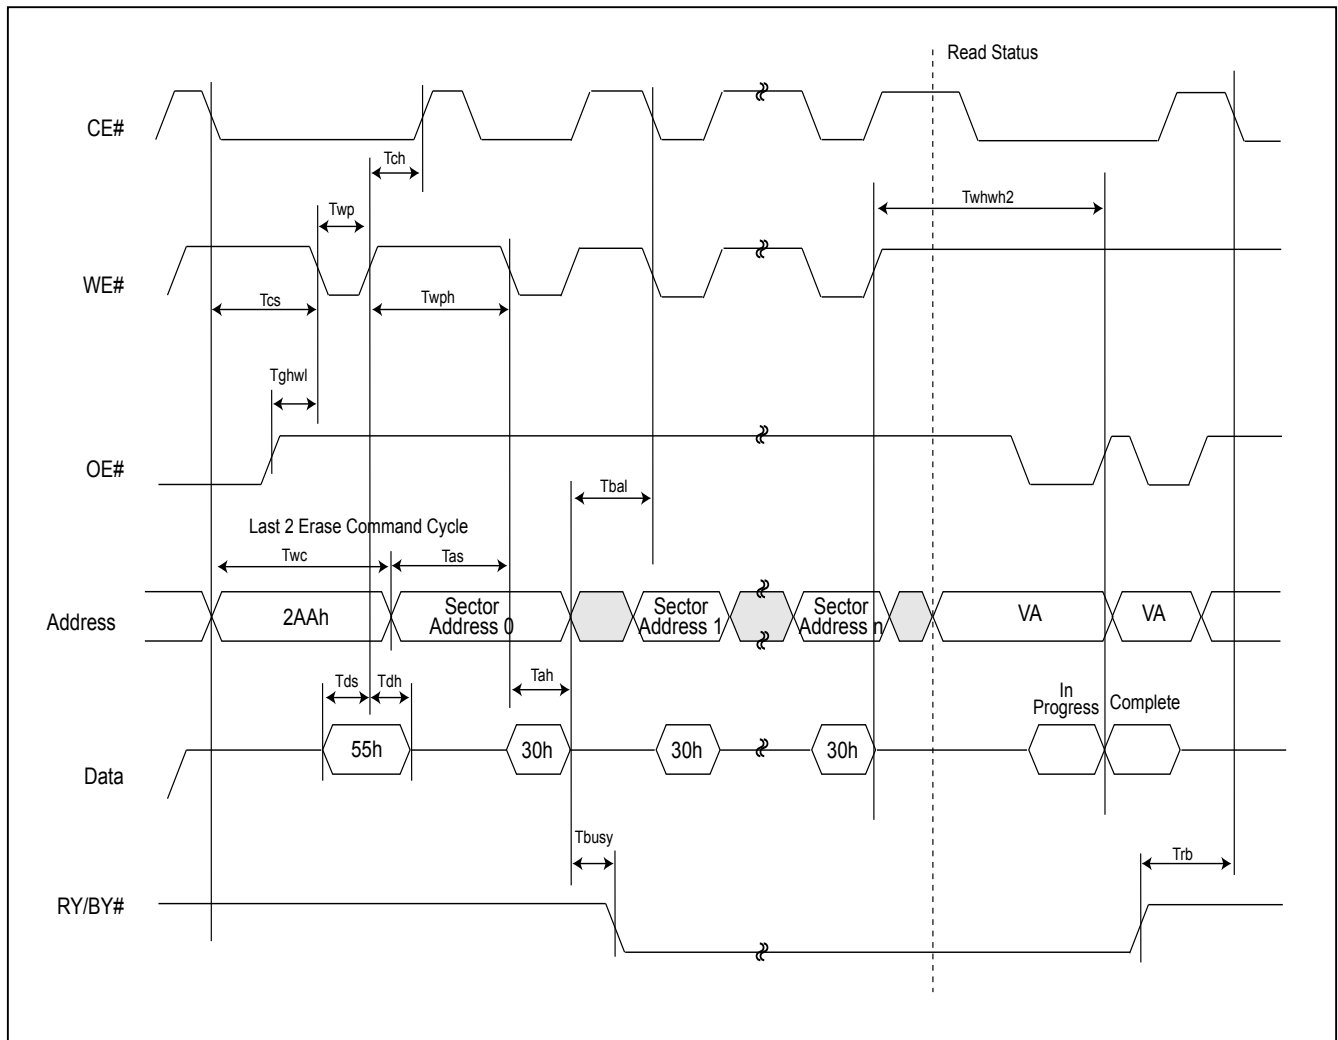 Read Status
CE#
Tch
Twhwh2
Twp
WE#
Tcs
Twph
Tghwl
OE#
Tbal
Last 2 Erase Command Cycle
Twc
Tas
Address
2AAh
Sector
Address 0
Sector
Address 1
Sector
Address n
VA
VA
Tds
Tdh
Tah
In
Progress
Complete
Data
55h
30h
30h
30h
Tbusy
Trb
RY/BY#